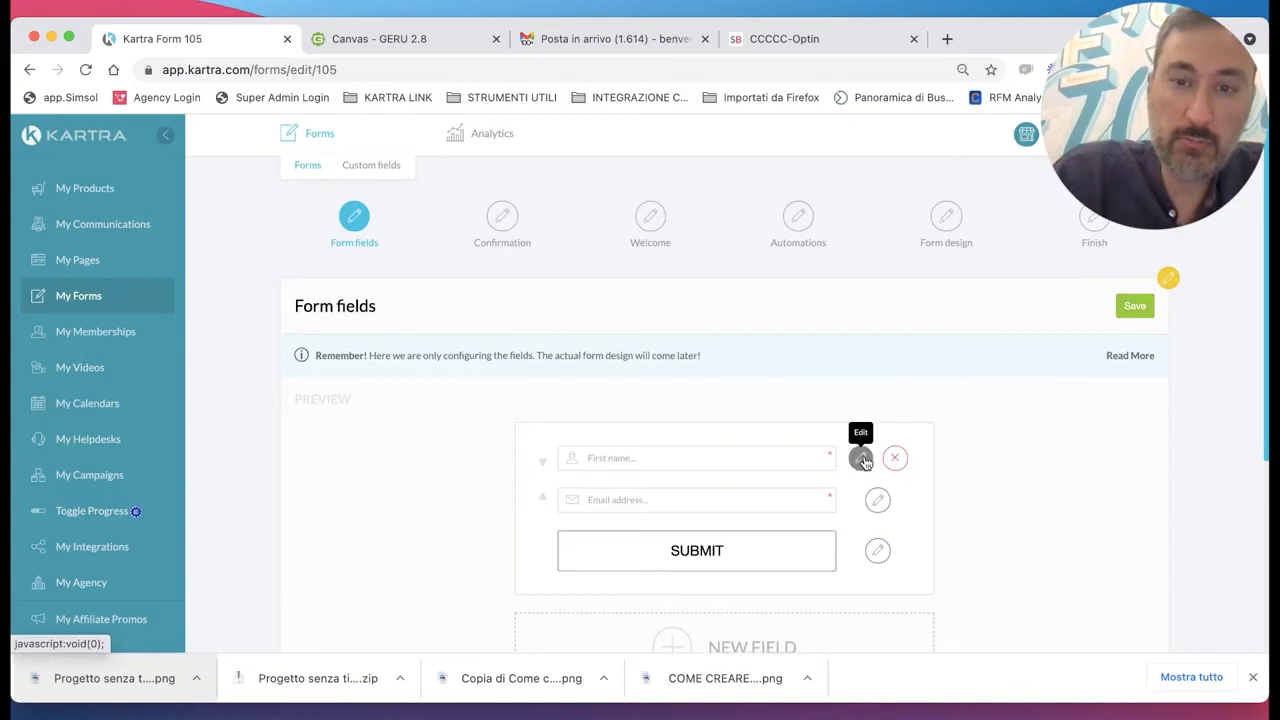 Kartra Form 105
Canvas - GERU 2.8
Posta in arrivo (1.614) - benve
SB CCCCC-Optin
app.kartra.com/forms/edit/105
app.Simsol
Agency Login
Super Admin Login
KARTRA LINK
STRUMENTI UTILI
INTEGRAZIONE C...
Importati da Firefox
Panoramica di Bus...
RFM Analy
KARTRA
Forms
Analytics
Forms
Custom fields
My Products
My Communications
My Pages
My Forms
My Memberships
My Videos
My Calendars
My Helpdesks
My Campaigns
Toggle Progress
My Integrations
My Agency
My Affiliate Promos
Form fields
Confirmation
Welcome
Automations
Form design
Finish
Form fields
Save
Remember! Here we are only configuring the fields. The actual form design will come later!
Read More
PREVIEW
Edit
First name... *
Email address... *
SUBMIT
NEW FIELD
javascript:void(0);
Progetto senza t....png
Progetto senza ti....zip
Copia di Come c....png
COME CREARE....png
Mostra tutto